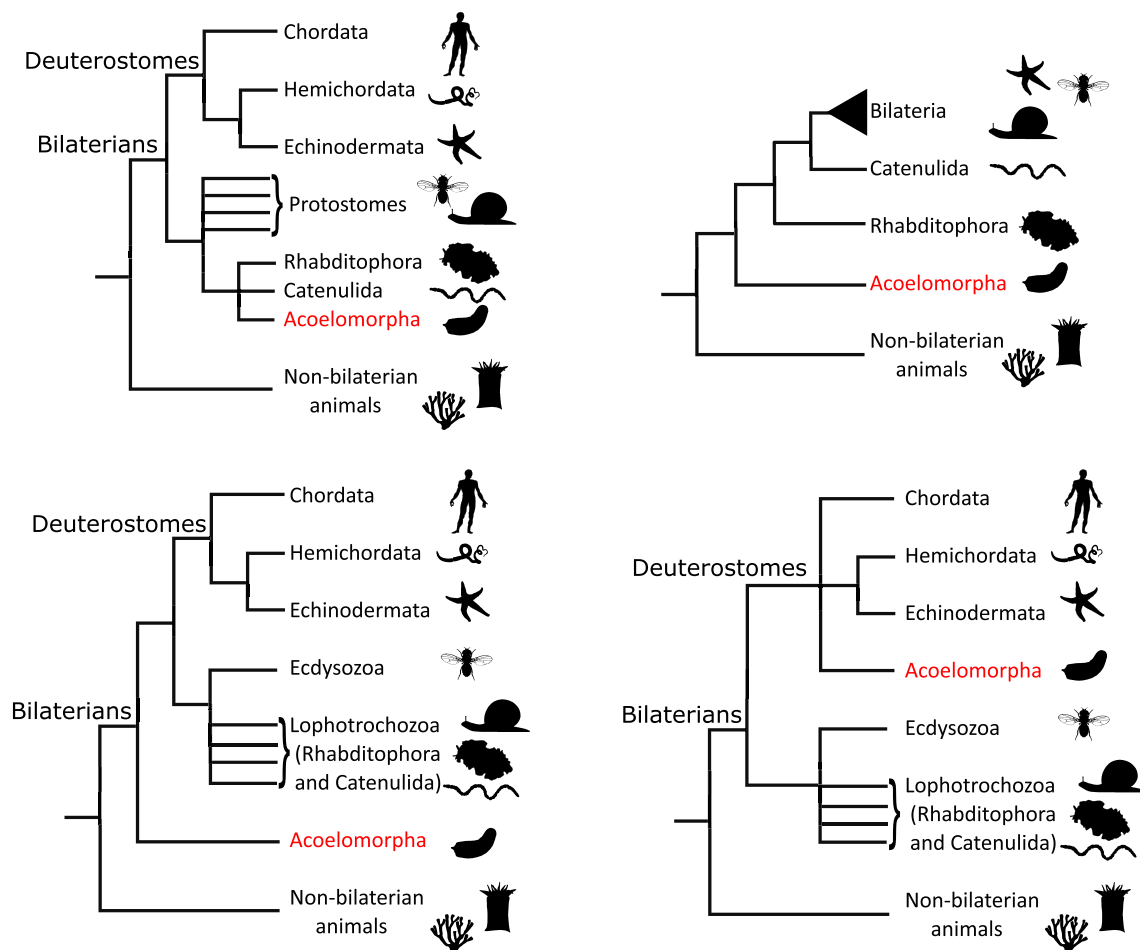 Chordata
Deuterostomes
Hemichordata
Bilaterians
Echinodermata
Protostomes
Rhabditophora
Catenulida
Acoelomorpha
Non-bilaterian
animals
Bilateria
Catenulida
Rhabditophora
Acoelomorpha
Non-bilaterian
animals
Chordata
Deuterostomes
Hemichordata
Echinodermata
Ecdysozoa
Bilaterians
Lophotrochozoa
(Rhabditophora
and Catenulida)
Acoelomorpha
Non-bilaterian
animals
Chordata
Hemichordata
Deuterostomes
Echinodermata
Acoelomorpha
Bilaterians
Ecdysozoa
Lophotrochozoa
(Rhabditophora
and Catenulida)
Non-bilaterian
animals